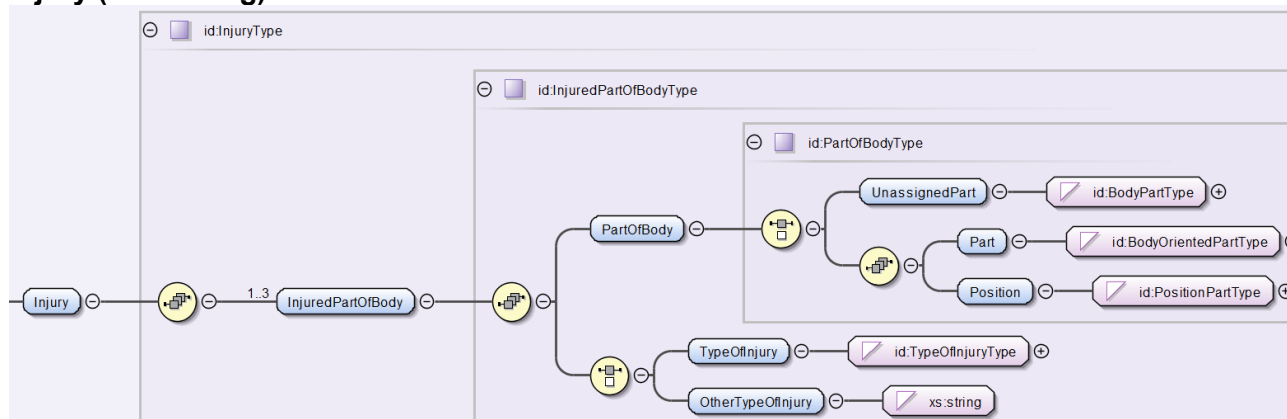 id:InjuryType
id:InjuredPartOfBodyType
id:PartOfBodyType
UnassignedPart
id:BodyPartType
PartOfBody
Part
id:BodyOrientedPartType
Injury
1..3
InjuredPartOfBody
Position
id:PositionPartType
TypeOfInjury
id:TypeOfInjuryType
OtherTypeOfInjury
xs:string